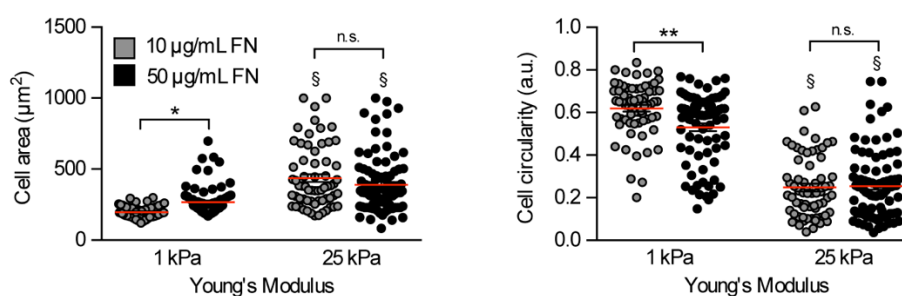 1500
1000
500
0
Cell area (µm²)
10 µg/mL FN
50 µg/mL FN
*
§
§
n.s.
1 kPa
25 kPa
Young's Modulus
1.0
0.8
0.6
0.4
0.2
0.0
Cell circularity (a.u.)
**
§
§
n.s.
1 kPa
25 kPa
Young's Modulus